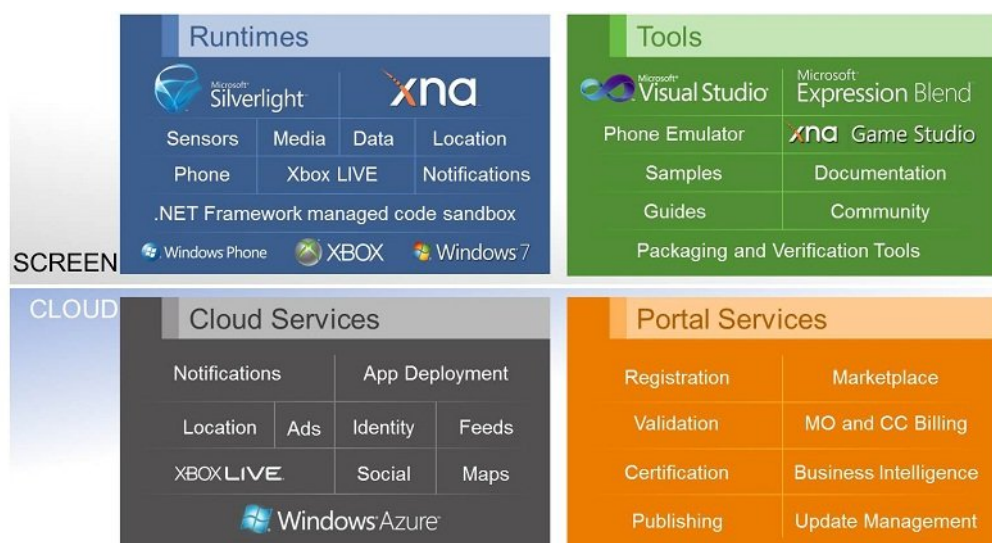 Runtimes
Microsoft® Silverlight™ xna
Sensors Media Data Location
Phone Xbox LIVE Notifications
.NET Framework managed code sandbox
Windows Phone XBOX Windows 7
Tools
Microsoft® Visual Studio® Microsoft® Expression Blend
Phone Emulator xna Game Studio
Samples Documentation
Guides Community
Packaging and Verification Tools
SCREEN
CLOUD
Cloud Services
Notifications App Deployment
Location Ads Identity Feeds
XBOX LIVE Social Maps
Windows Azure™
Portal Services
Registration Marketplace
Validation MO and CC Billing
Certification Business Intelligence
Publishing Update Management